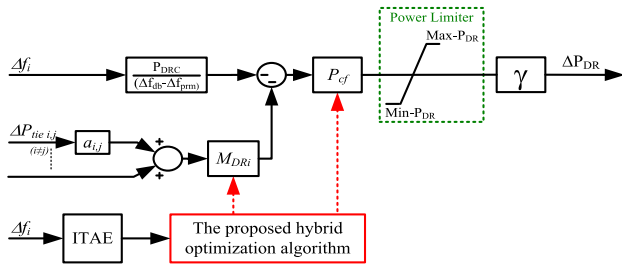 Power Limiter
Δfi
PDRC
(Δfdb-Δfprm)
-
-
Pcf
Max-PDR
Min-PDR
γ
ΔPDR
ΔPtie i,j
(i≠j)
ai,j
+
+
MDRi
Δfi
ITAE
The proposed hybrid
optimization algorithm